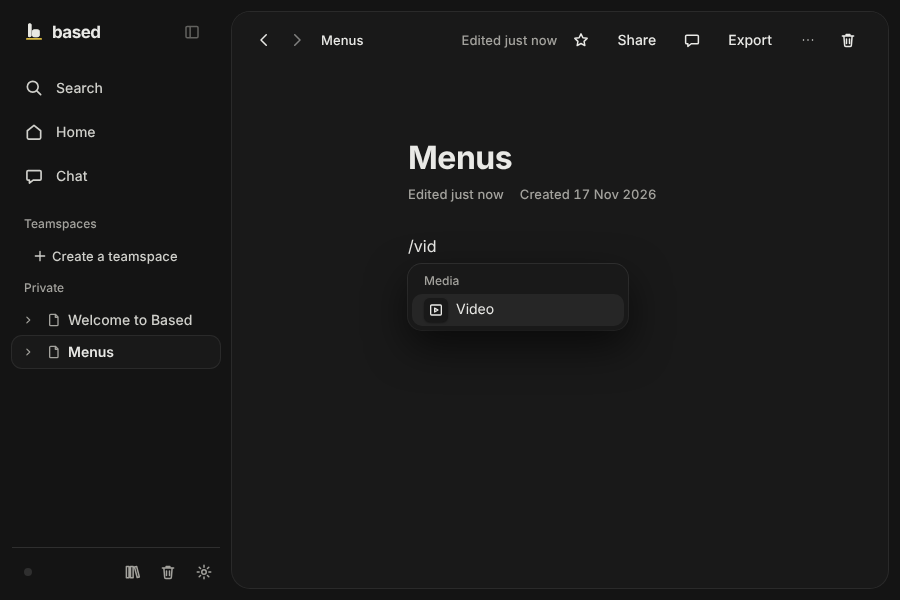 based
Search
Home
Chat
Teamspaces
Create a teamspace
Private
Welcome to Based
Menus
Menus
Edited just now
Share
Export
Menus
Edited just now Created 17 Nov 2026
/vid
Media
Video